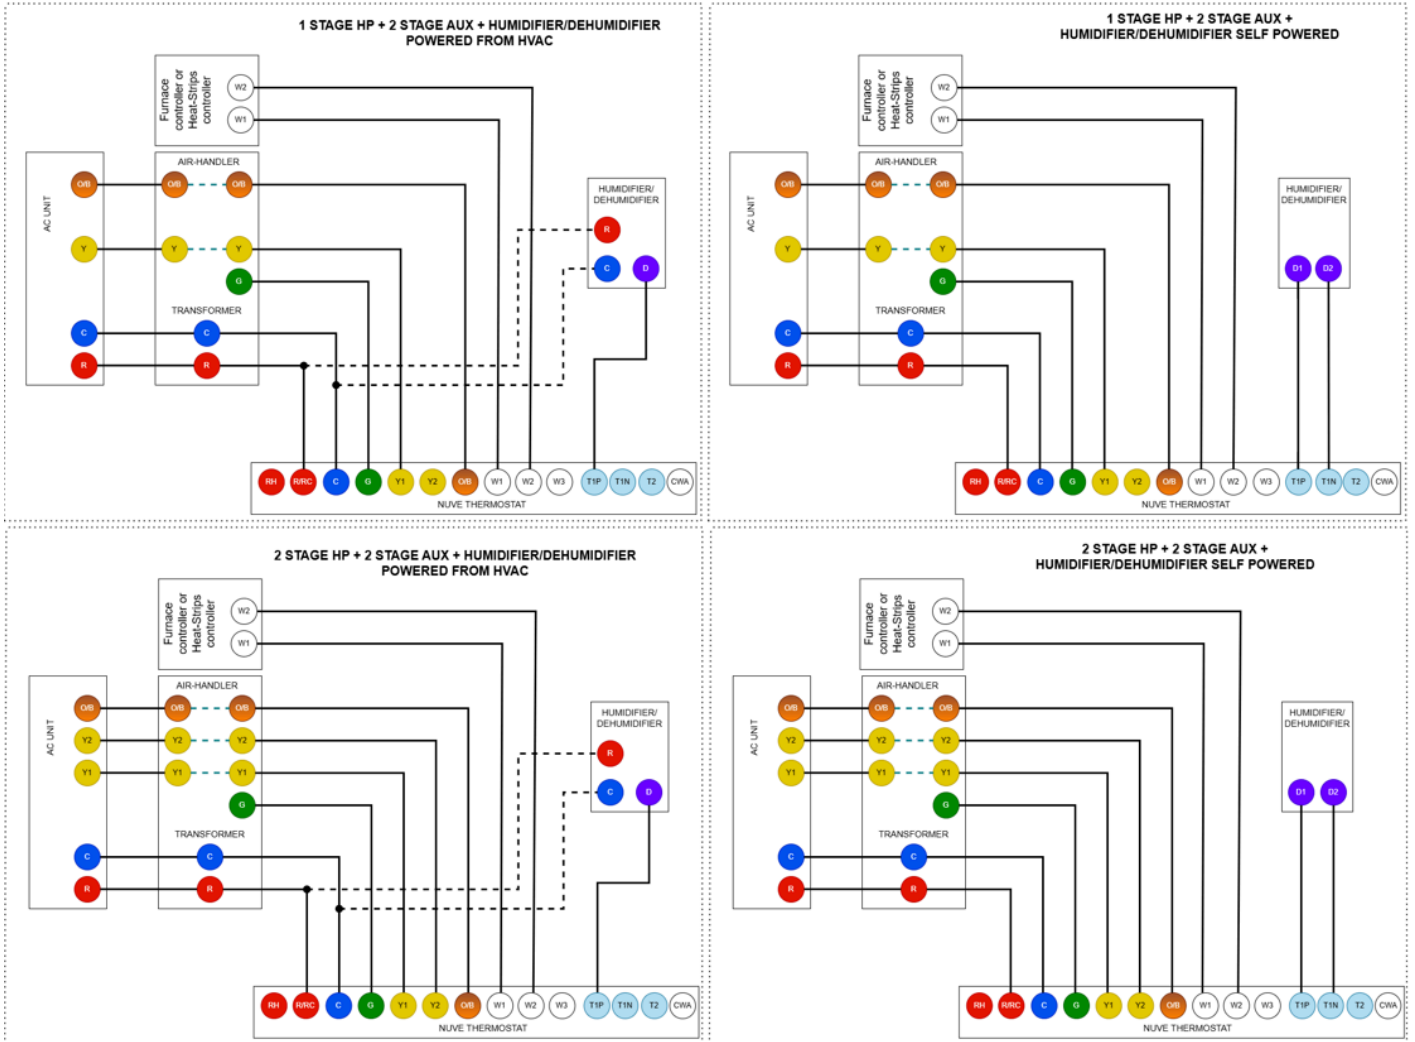 1 STAGE HP + 2 STAGE AUX + HUMIDIFIER/DEHUMIDIFIER
POWERED FROM HVAC
Furnace
controller or
Heat-Strips
controller
W2
W1
AC UNIT
AIR-HANDLER
O/B O/B O/B
Y Y Y
G
TRANSFORMER
C C
R R
HUMIDIFIER/
DEHUMIDIFIER
R
C D
RH R/RC C G Y1 Y2 O/B W1 W2 W3 T1P T1N T2 CWA
NUVE THERMOSTAT
1 STAGE HP + 2 STAGE AUX +
HUMIDIFIER/DEHUMIDIFIER SELF POWERED
Furnace
controller or
Heat-Strips
controller
W2
W1
AC UNIT
AIR-HANDLER
O/B O/B O/B
Y Y Y
G
TRANSFORMER
C C
R R
HUMIDIFIER/
DEHUMIDIFIER
D1 D2
RH R/RC C G Y1 Y2 O/B W1 W2 W3 T1P T1N T2 CWA
NUVE THERMOSTAT
2 STAGE HP + 2 STAGE AUX + HUMIDIFIER/DEHUMIDIFIER
POWERED FROM HVAC
Furnace
controller or
Heat-Strips
controller
W2
W1
AC UNIT
AIR-HANDLER
O/B O/B O/B
Y2 Y2 Y2
Y1 Y1 Y1
G
TRANSFORMER
C C
R R
HUMIDIFIER/
DEHUMIDIFIER
R
C D
RH R/RC C G Y1 Y2 O/B W1 W2 W3 T1P T1N T2 CWA
NUVE THERMOSTAT
2 STAGE HP + 2 STAGE AUX +
HUMIDIFIER/DEHUMIDIFIER SELF POWERED
Furnace
controller or
Heat-Strips
controller
W2
W1
AC UNIT
AIR-HANDLER
O/B O/B O/B
Y2 Y2 Y2
Y1 Y1 Y1
G
TRANSFORMER
C C
R R
HUMIDIFIER/
DEHUMIDIFIER
D1 D2
RH R/RC C G Y1 Y2 O/B W1 W2 W3 T1P T1N T2 CWA
NUVE THERMOSTAT